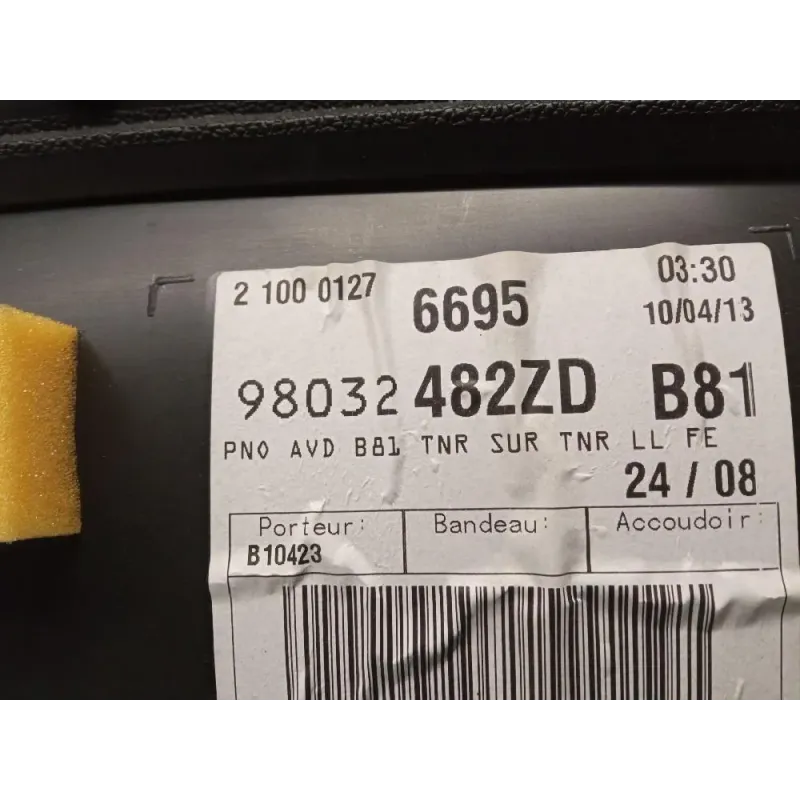 2 100 0127 6695 03:30
10/04/13
98032 482ZD B81
PNO AVD B81 TNR SUR TNR LL FE
24 / 08
Porteur: Bandeau: Accoudoir:
B10423